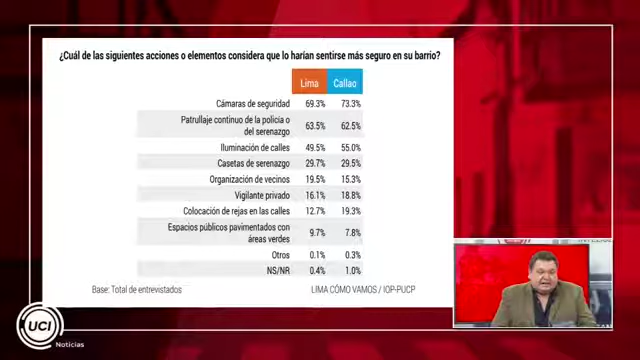 ¿Cuál de las siguientes acciones o elementos considera que lo harían sentirse más seguro en su barrio?
Lima Callao
Cámaras de seguridad 69.3% 73.3%
Patrullaje continuo de la policía o
del serenazgo 63.5% 62.5%
Iluminación de calles 49.5% 55.0%
Casetas de serenazgo 29.7% 29.5%
Organización de vecinos 19.5% 15.3%
Vigilante privado 16.1% 18.8%
Colocación de rejas en las calles 12.7% 19.3%
Espacios públicos pavimentados con
áreas verdes 9.7% 7.8%
Otros 0.1% 0.3%
NS/NR 0.4% 1.0%
Base: Total de entrevistados LIMA CÓMO VAMOS / IOP-PUCP
UCI
Noticias